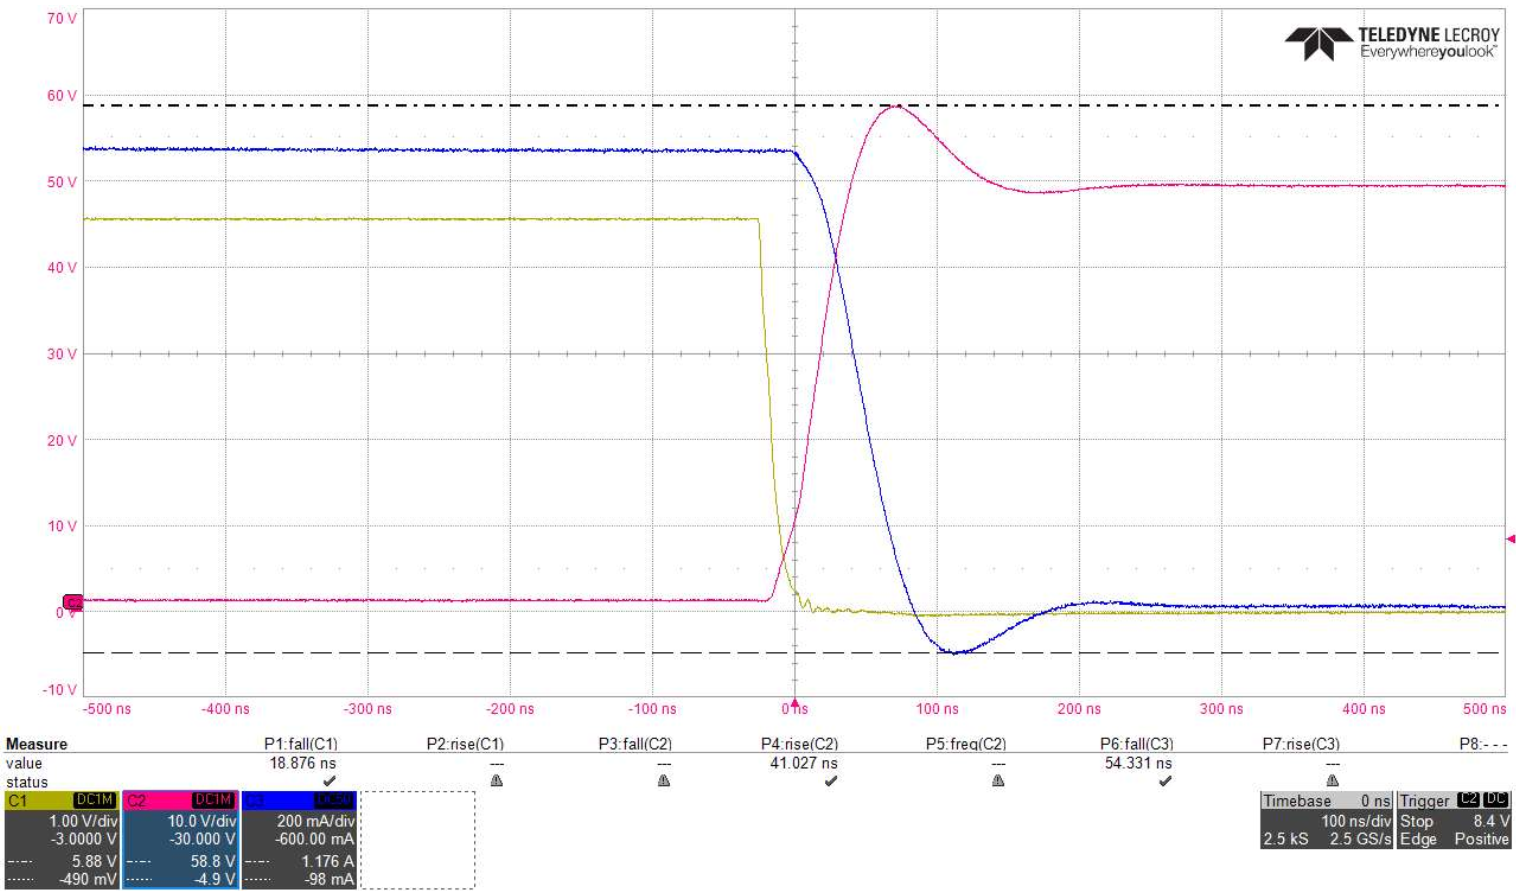 70 V
TELEDYNE LECROY
Everywhereyoulook™
60 V
50 V
40 V
30 V
20 V
10 V
C2
0 V
-10 V
-500 ns -400 ns -300 ns -200 ns -100 ns 0 ns 100 ns 200 ns 300 ns 400 ns 500 ns
Measure P1:fall(C1) P2:rise(C1) P3:fall(C2) P4:rise(C2) P5:freq(C2) P6:fall(C3) P7:rise(C3) P8:- - -
value 18.876 ns --- --- 41.027 ns --- 54.331 ns ---
status
C1 DC1M C2 DC1M C3 DC50 Timebase 0 ns Trigger C2 DC
1.00 V/div 10.0 V/div 200 mA/div 100 ns/div Stop 8.4 V
-3.0000 V -30.000 V -600.00 mA 2.5 kS 2.5 GS/s Edge Positive
5.88 V 58.8 V 1.176 A
-490 mV -4.9 V -98 mA